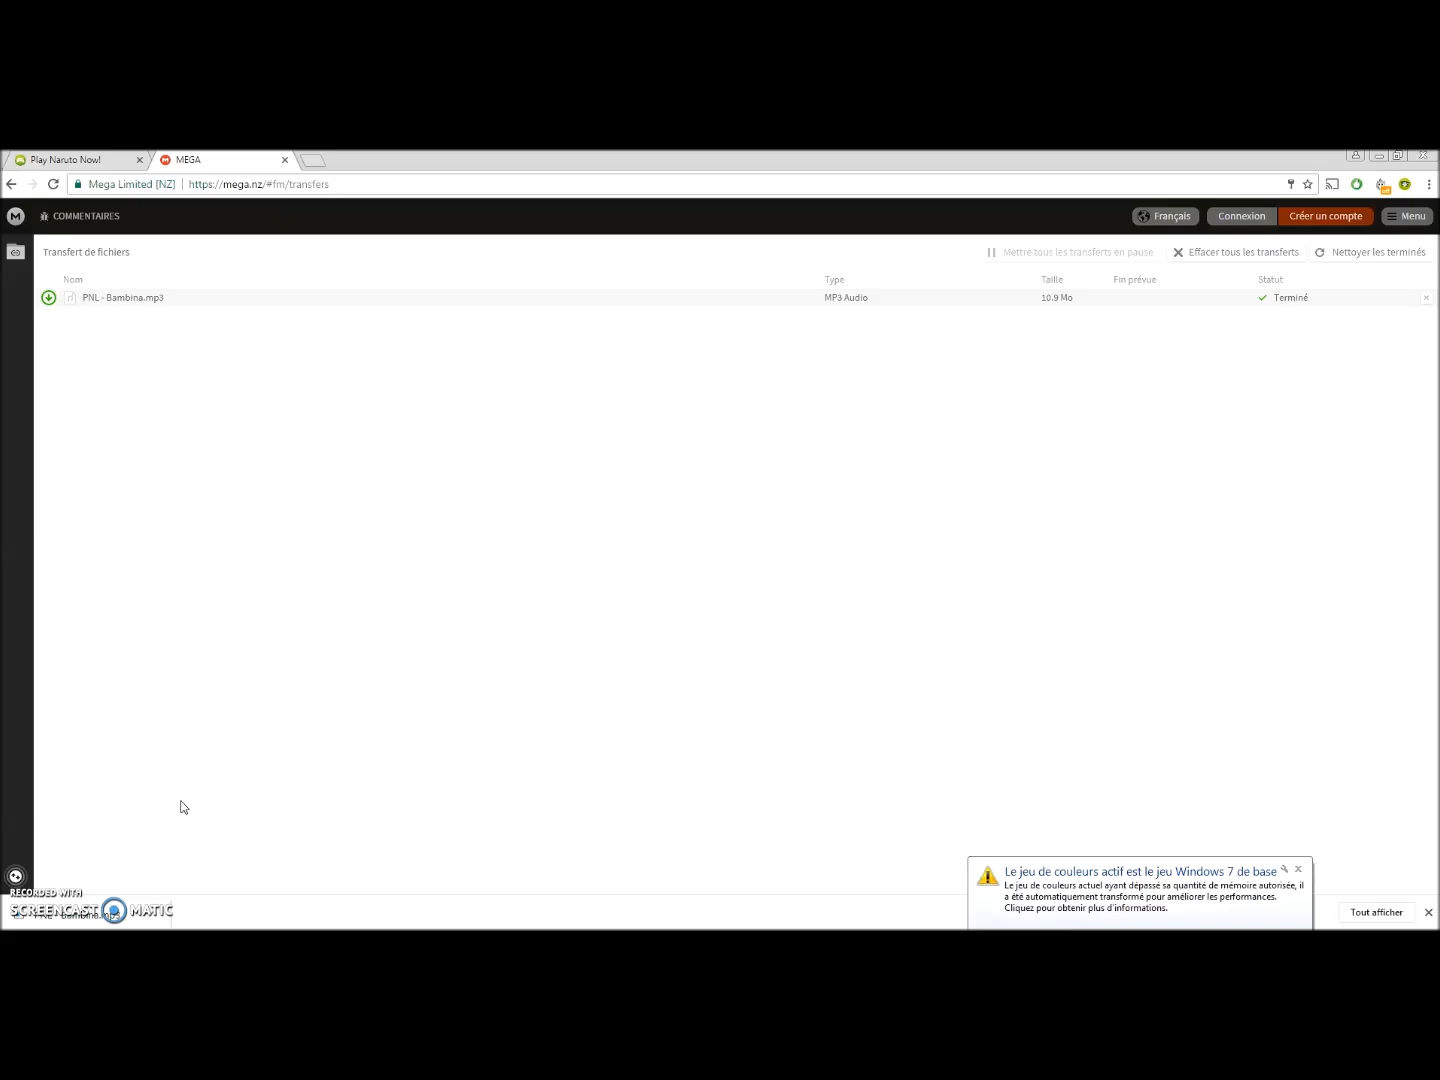 Play Naruto Now!
MEGA
Mega Limited [NZ]
https://mega.nz/#fm/transfers
COMMENTAIRES
Français
Connexion
Créer un compte
Menu
Transfert de fichiers
Mettre tous les transferts en pause
Effacer tous les transferts
Nettoyer les terminés
Nom
Type
Taille
Fin prévue
Statut
PNL - Bambina.mp3
MP3 Audio
10.9 Mo
Terminé
Le jeu de couleurs actif est le jeu Windows 7 de base
Le jeu de couleurs actuel ayant dépassé sa quantité de mémoire autorisée, il
a été automatiquement transformé pour améliorer les performances.
Cliquez pour obtenir plus d'informations.
RECORDED WITH
SCREENCAST MATIC
PNL - Bambina.mp3
Tout afficher